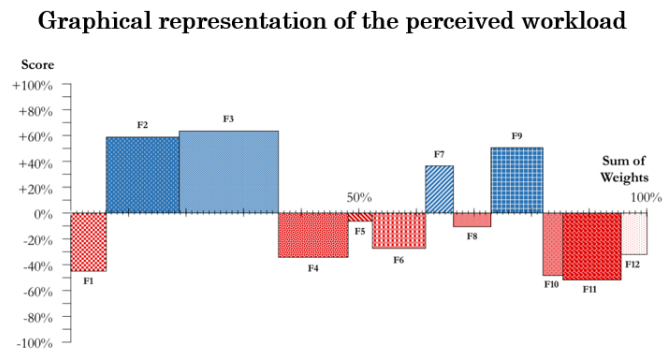 Graphical representation of the perceived workload
Score
+100%
+80%
+60%
+40%
+20%
0%
-20%
-40%
-60%
-80%
-100%
F1
F2
F3
F4
50%
F5
F6
F7
F8
F9
F10
F11
F12
Sum of
Weights
100%